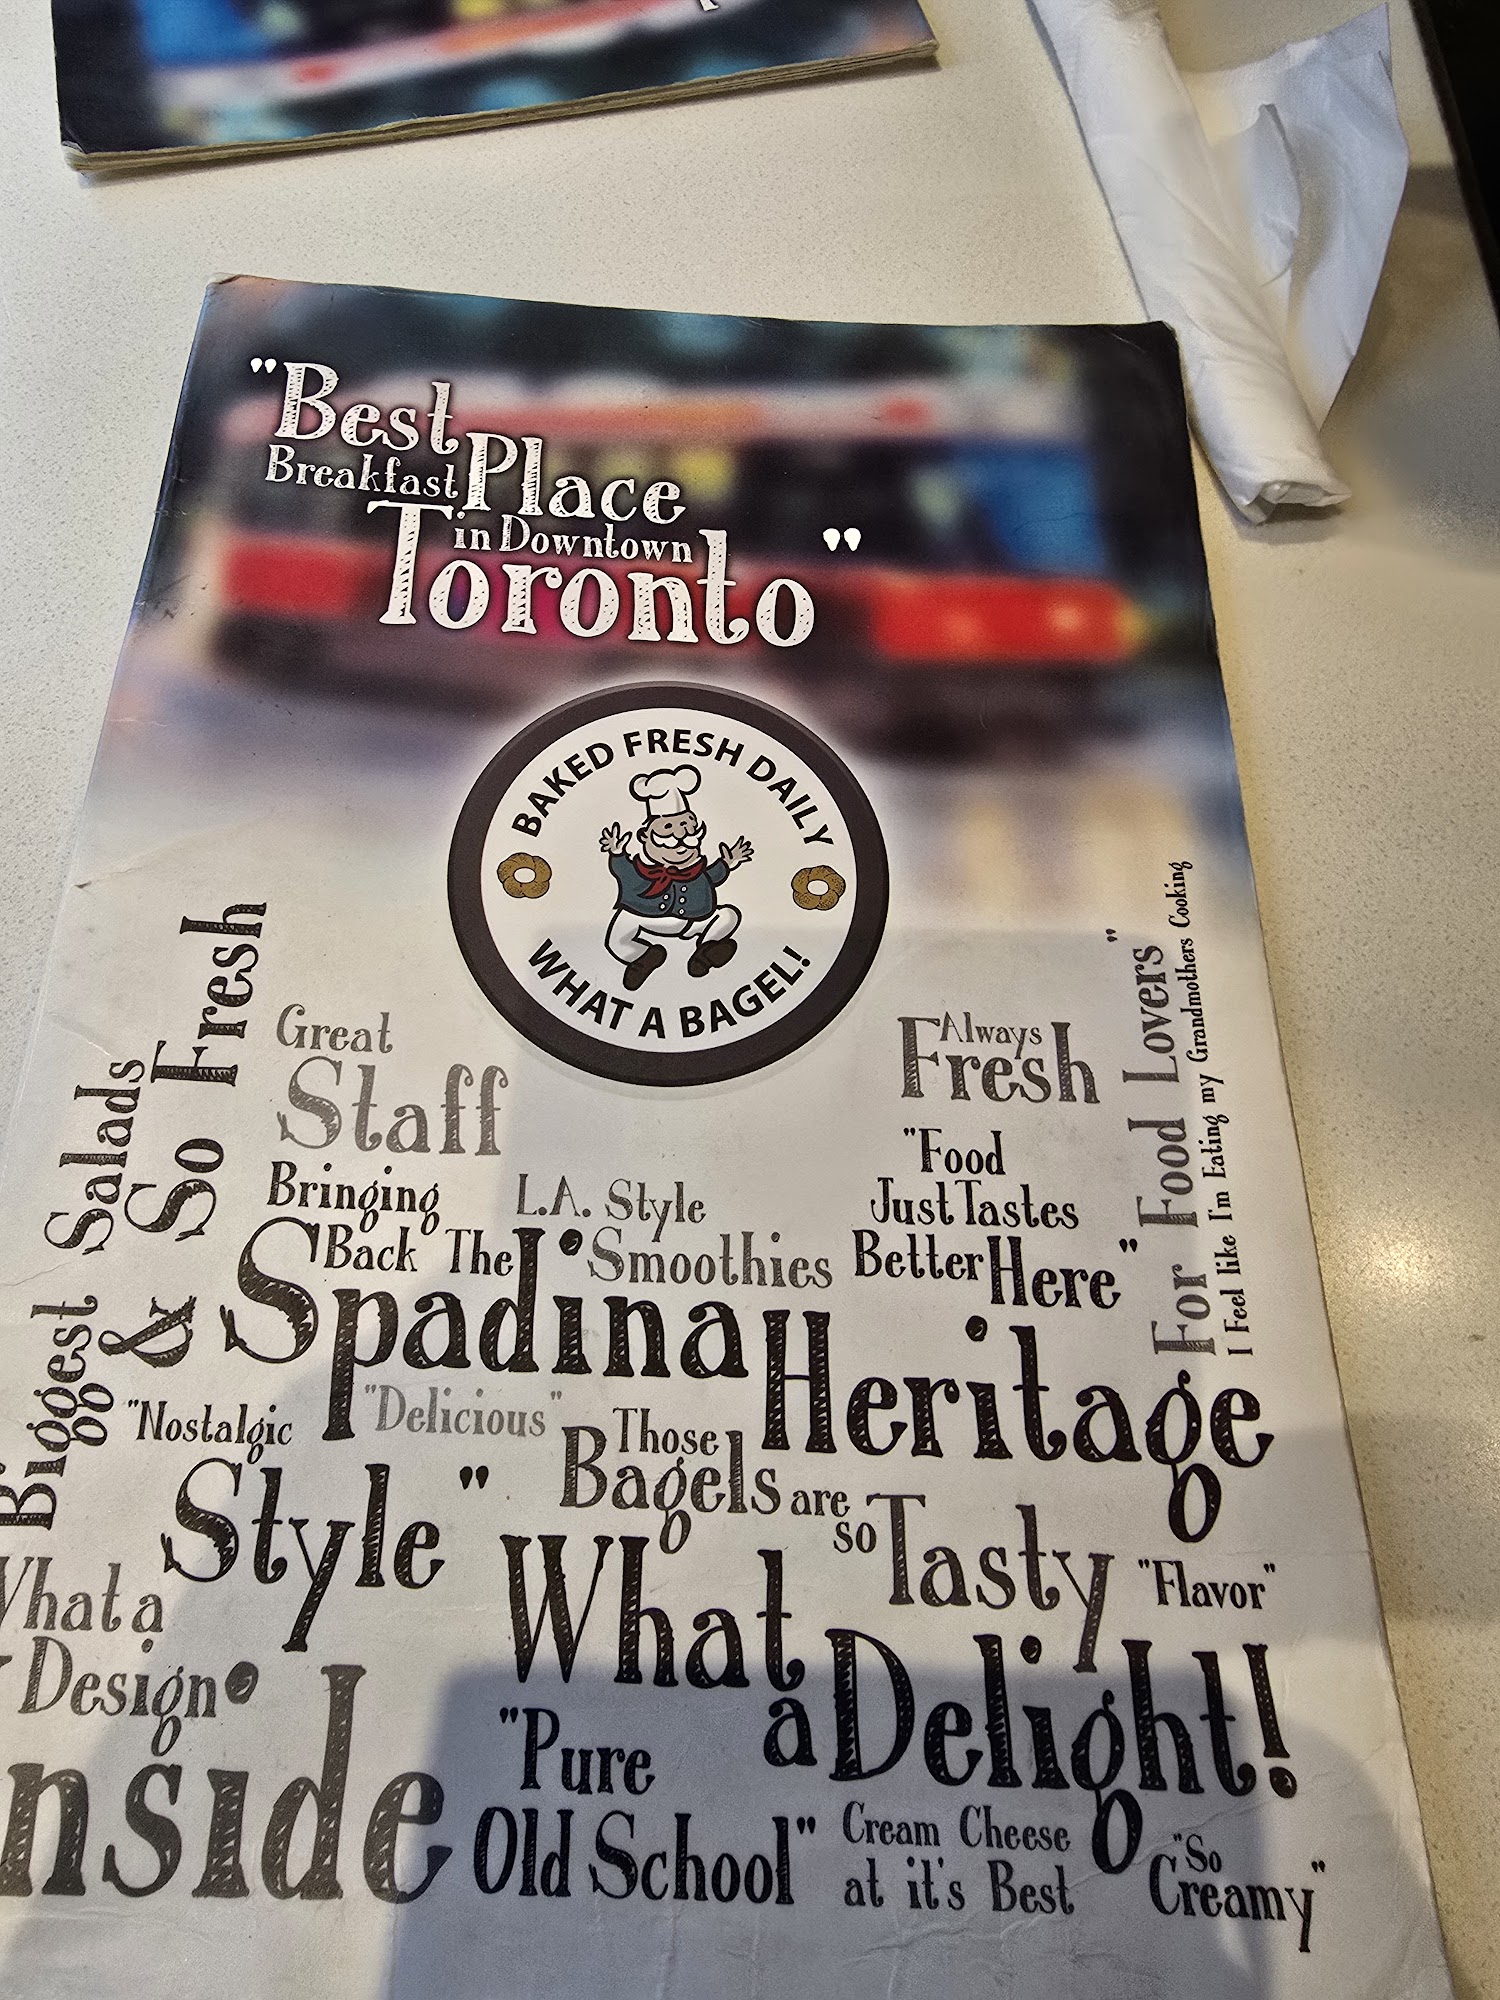 "Best
Breakfast Place
in Downtown
Toronto"
BAKED FRESH DAILY
WHAT A BAGEL!
Biggest Salads
& So Fresh
Great
Staff
Always
Fresh
"Food
Just Tastes
Better Here"
For Food Lovers"
I Feel like I'm Eating my Grandmothers Cooking
Bringing
Back The
Spadina
L.A. Style
Smoothies
Heritage
"Nostalgic
Style"
"Delicious"
Those
Bagels are
so Tasty
"Flavor"
What a
Design
What
a Delight!
"Pure
Old School"
Cream Cheese
at it's Best
"So
Creamy"